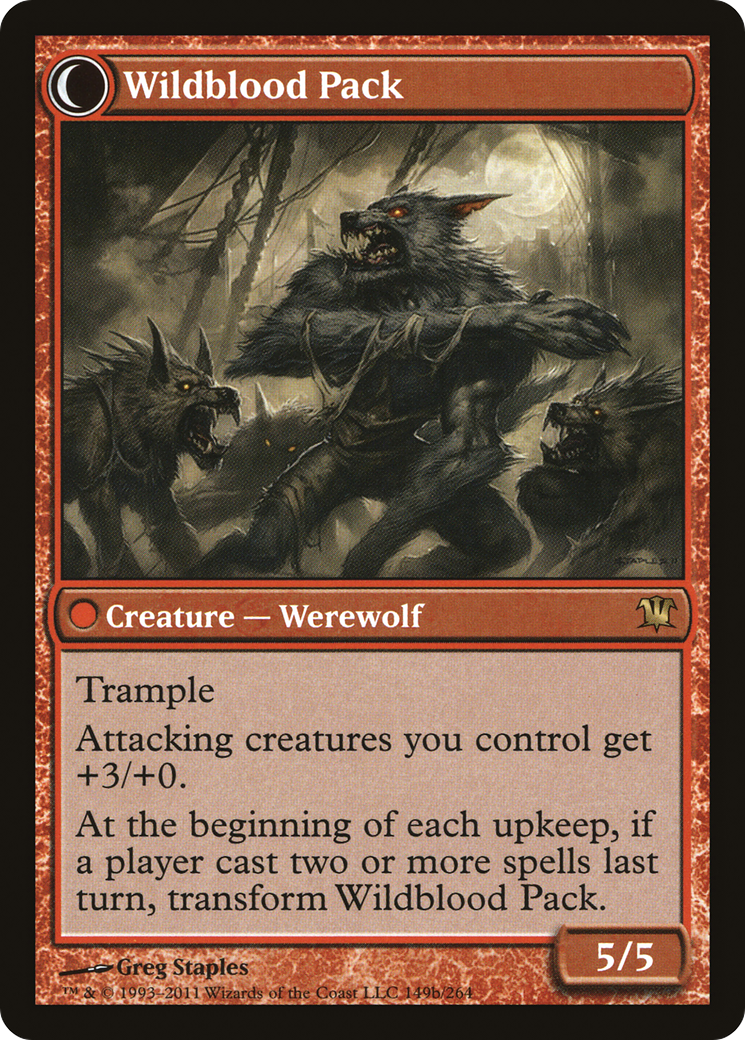 Wildblood Pack
STAPLES 11
Creature — Werewolf
Trample
Attacking creatures you control get
+3/+0.
At the beginning of each upkeep, if
a player cast two or more spells last
turn, transform Wildblood Pack.
5/5
Greg Staples
™ & © 1993–2011 Wizards of the Coast LLC 149b/264